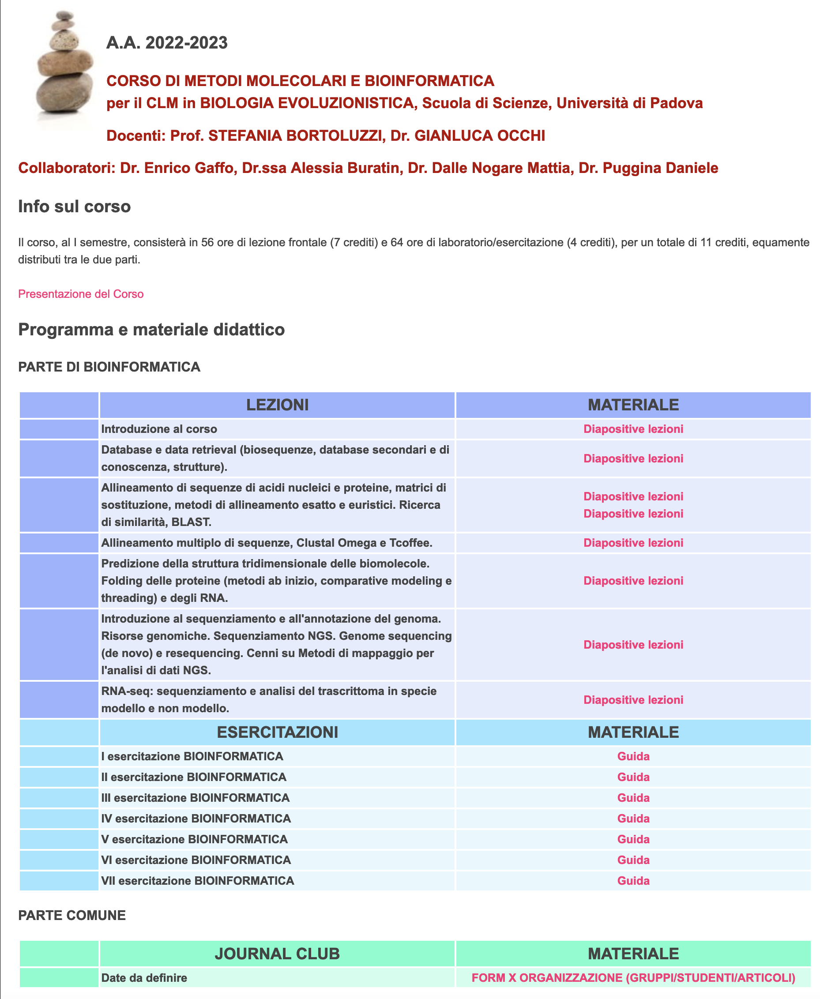 A.A. 2022-2023
CORSO DI METODI MOLECOLARI E BIOINFORMATICA
per il CLM in BIOLOGIA EVOLUZIONISTICA, Scuola di Scienze, Università di Padova
Docenti: Prof. STEFANIA BORTOLUZZI, Dr. GIANLUCA OCCHI
Collaboratori: Dr. Enrico Gaffo, Dr.ssa Alessia Buratin, Dr. Dalle Nogare Mattia, Dr. Puggina Daniele
Info sul corso
Il corso, al I semestre, consisterà in 56 ore di lezione frontale (7 crediti) e 64 ore di laboratorio/esercitazione (4 crediti), per un totale di 11 crediti, equamente
distributi tra le due parti.
Presentazione del Corso
Programma e materiale didattico
PARTE DI BIOINFORMATICA
LEZIONI MATERIALE
Introduzione al corso Diapositive lezioni
Database e data retrieval (biosequenze, database secondari e di
conoscenza, strutture).
Diapositive lezioni
Allineamento di sequenze di acidi nucleici e proteine, matrici di
sostituzione, metodi di allineamento esatto e euristici. Ricerca
di similarità, BLAST.
Diapositive lezioni
Diapositive lezioni
Allineamento multiplo di sequenze, Clustal Omega e Tcoffee. Diapositive lezioni
Predizione della struttura tridimensionale delle biomolecole.
Folding delle proteine (metodi ab inizio, comparative modeling e
threading) e degli RNA.
Diapositive lezioni
Introduzione al sequenziamento e all'annotazione del genoma.
Risorse genomiche. Sequenziamento NGS. Genome sequencing
(de novo) e resequencing. Cenni su Metodi di mappaggio per
l'analisi di dati NGS.
Diapositive lezioni
RNA-seq: sequenziamento e analisi del trascrittoma in specie
modello e non modello.
Diapositive lezioni
ESERCITAZIONI MATERIALE
I esercitazione BIOINFORMATICA Guida
II esercitazione BIOINFORMATICA Guida
III esercitazione BIOINFORMATICA Guida
IV esercitazione BIOINFORMATICA Guida
V esercitazione BIOINFORMATICA Guida
VI esercitazione BIOINFORMATICA Guida
VII esercitazione BIOINFORMATICA Guida
PARTE COMUNE
JOURNAL CLUB MATERIALE
Date da definire FORM X ORGANIZZAZIONE (GRUPPI/STUDENTI/ARTICOLI)